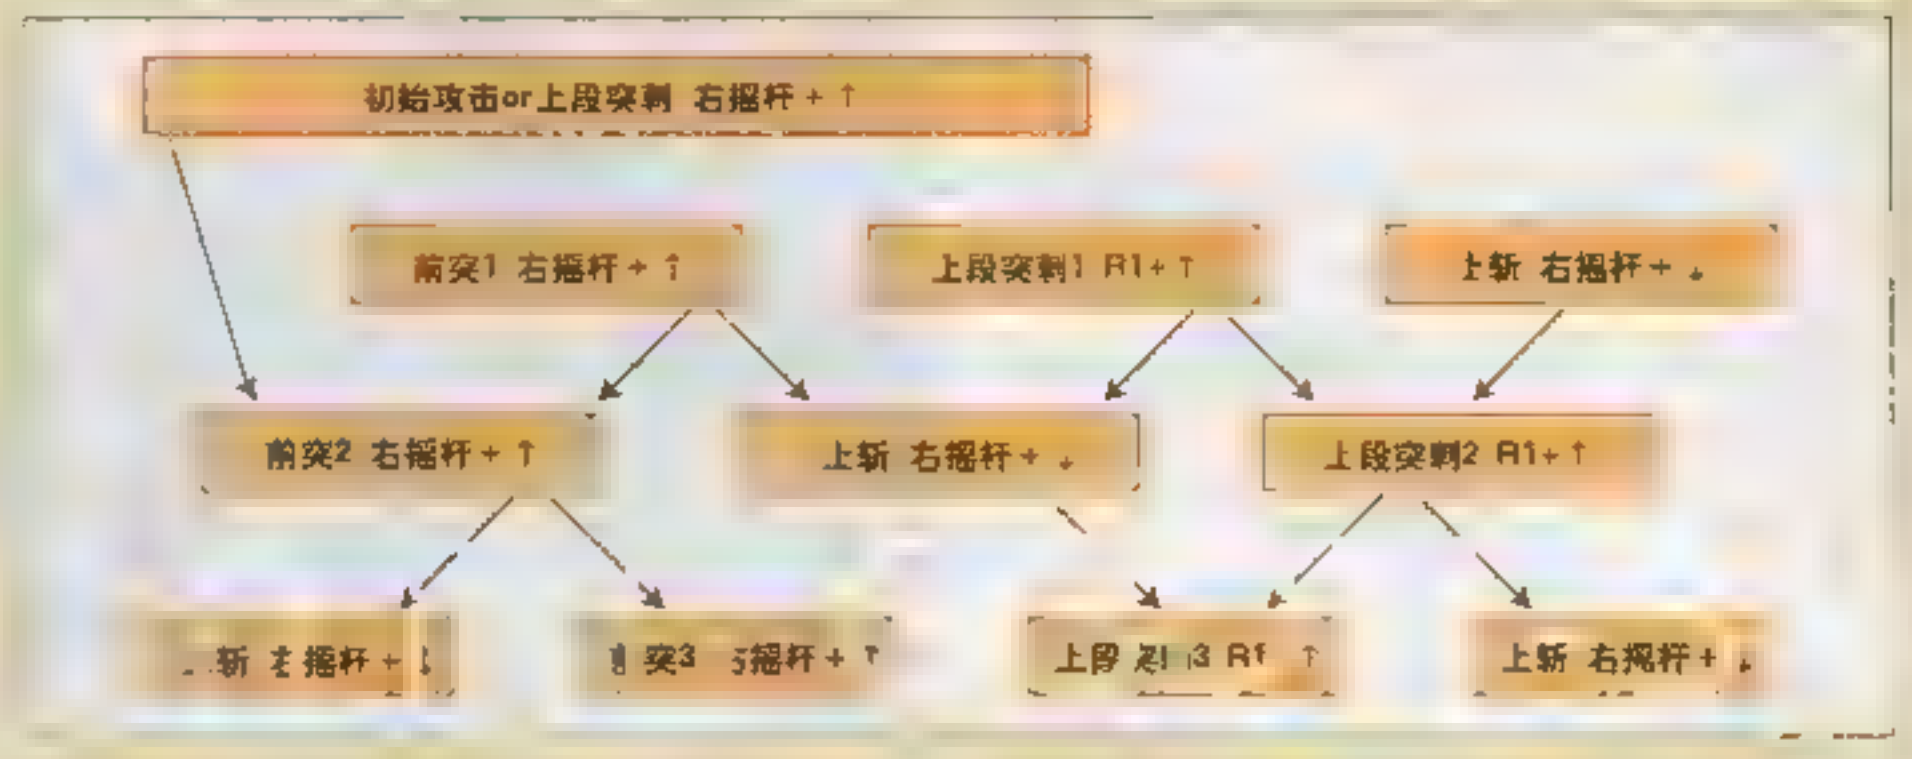 初始攻击or上段突刺 右摇杆 + ↑
前突1 右摇杆 + ↑
上段突刺1 R1+ ↑
上斩 右摇杆 + ↓
前突2 右摇杆 + ↑
上斩 右摇杆 + ↓
上段突刺2 R1+ ↑
斩 右摇杆 + ↓
突3 右摇杆 + ↑
上段 3 R1 ↑
上斩 右摇杆 + ↓